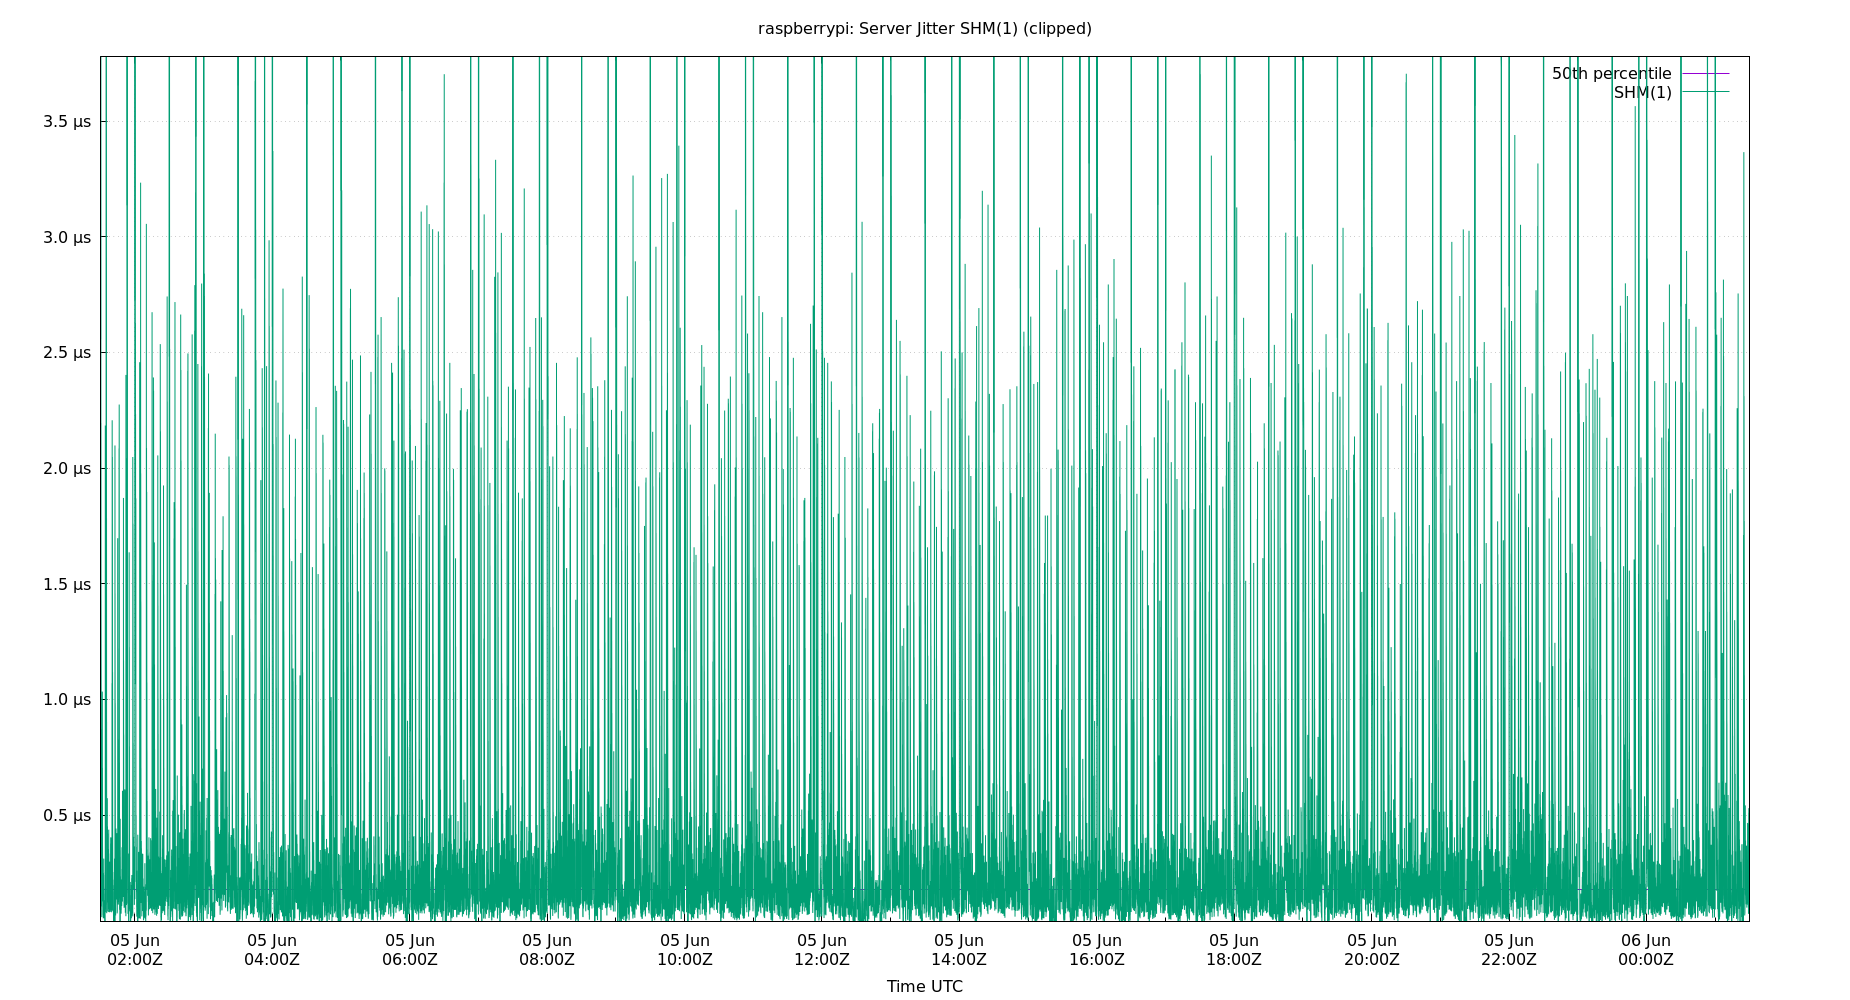 raspberrypi: Server Jitter SHM(1) (clipped)
50th percentile
SHM(1)
3.5 µs
3.0 µs
2.5 µs
2.0 µs
1.5 µs
1.0 µs
0.5 µs
05 Jun 05 Jun 05 Jun 05 Jun 05 Jun 05 Jun 05 Jun 05 Jun 05 Jun 05 Jun 05 Jun 06 Jun
02:00Z 04:00Z 06:00Z 08:00Z 10:00Z 12:00Z 14:00Z 16:00Z 18:00Z 20:00Z 22:00Z 00:00Z
Time UTC